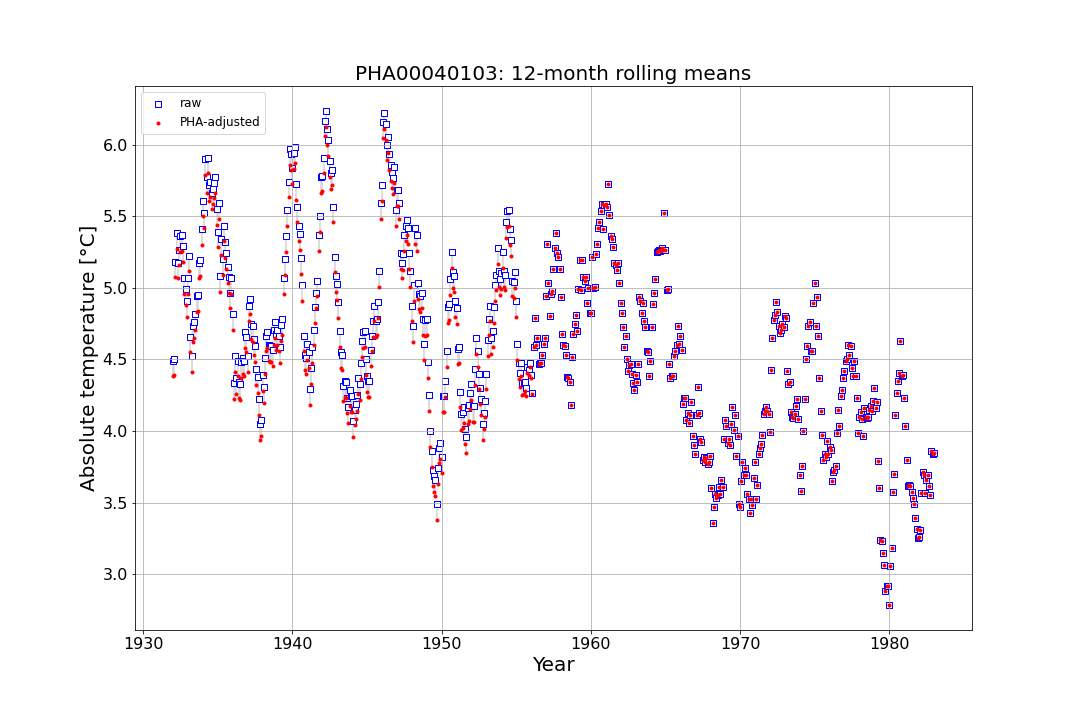 PHA00040103: 12-month rolling means
raw
PHA-adjusted
Absolute temperature [°C]
6.0
5.5
5.0
4.5
4.0
3.5
3.0
1930 1940 1950 1960 1970 1980
Year